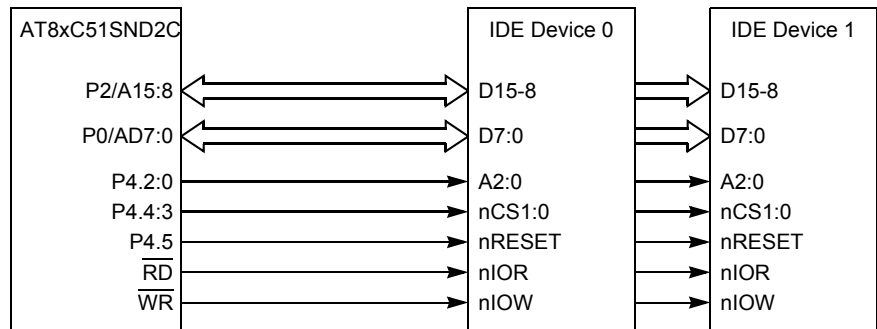 AT8xC51SND2C IDE Device 0 IDE Device 1
P2/A15:8 D15-8 D15-8
P0/AD7:0 D7:0 D7:0
P4.2:0 A2:0 A2:0
P4.4:3 nCS1:0 nCS1:0
P4.5 nRESET nRESET
RD nIOR nIOR
WR nIOW nIOW